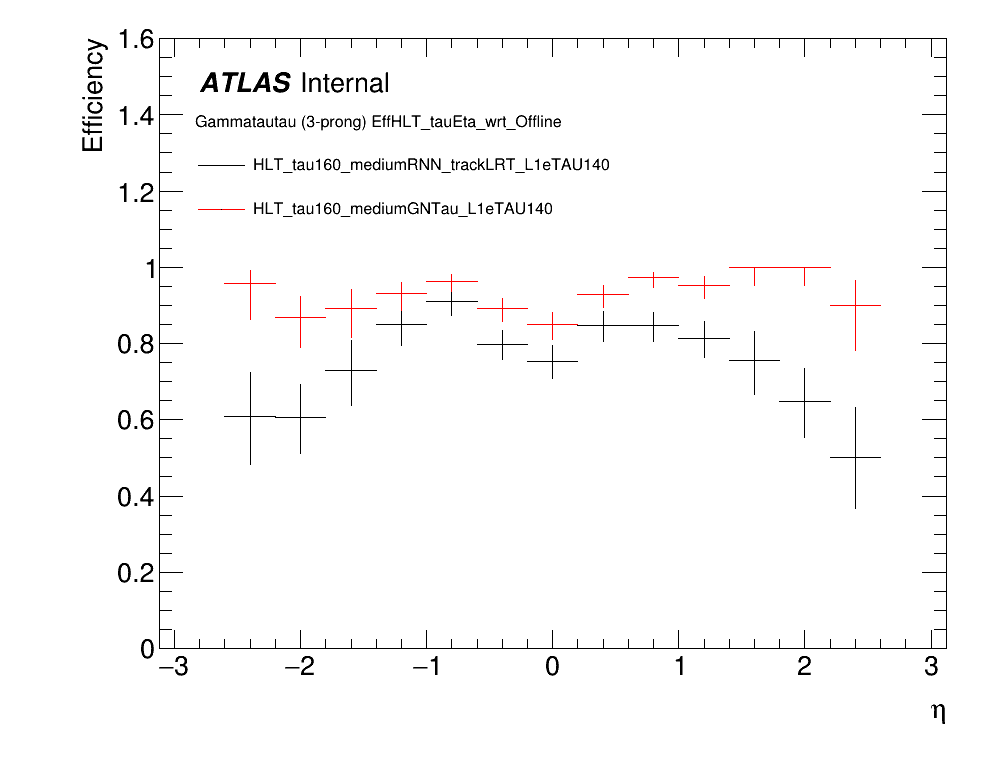 Efficiency
1.6
1.4
1.2
1
0.8
0.6
0.4
0.2
0
ATLAS Internal
Gammatautau (3-prong) EffHLT_tauEta_wrt_Offline
HLT_tau160_mediumRNN_trackLRT_L1eTAU140
HLT_tau160_mediumGNTau_L1eTAU140
−3 −2 −1 0 1 2 3
η